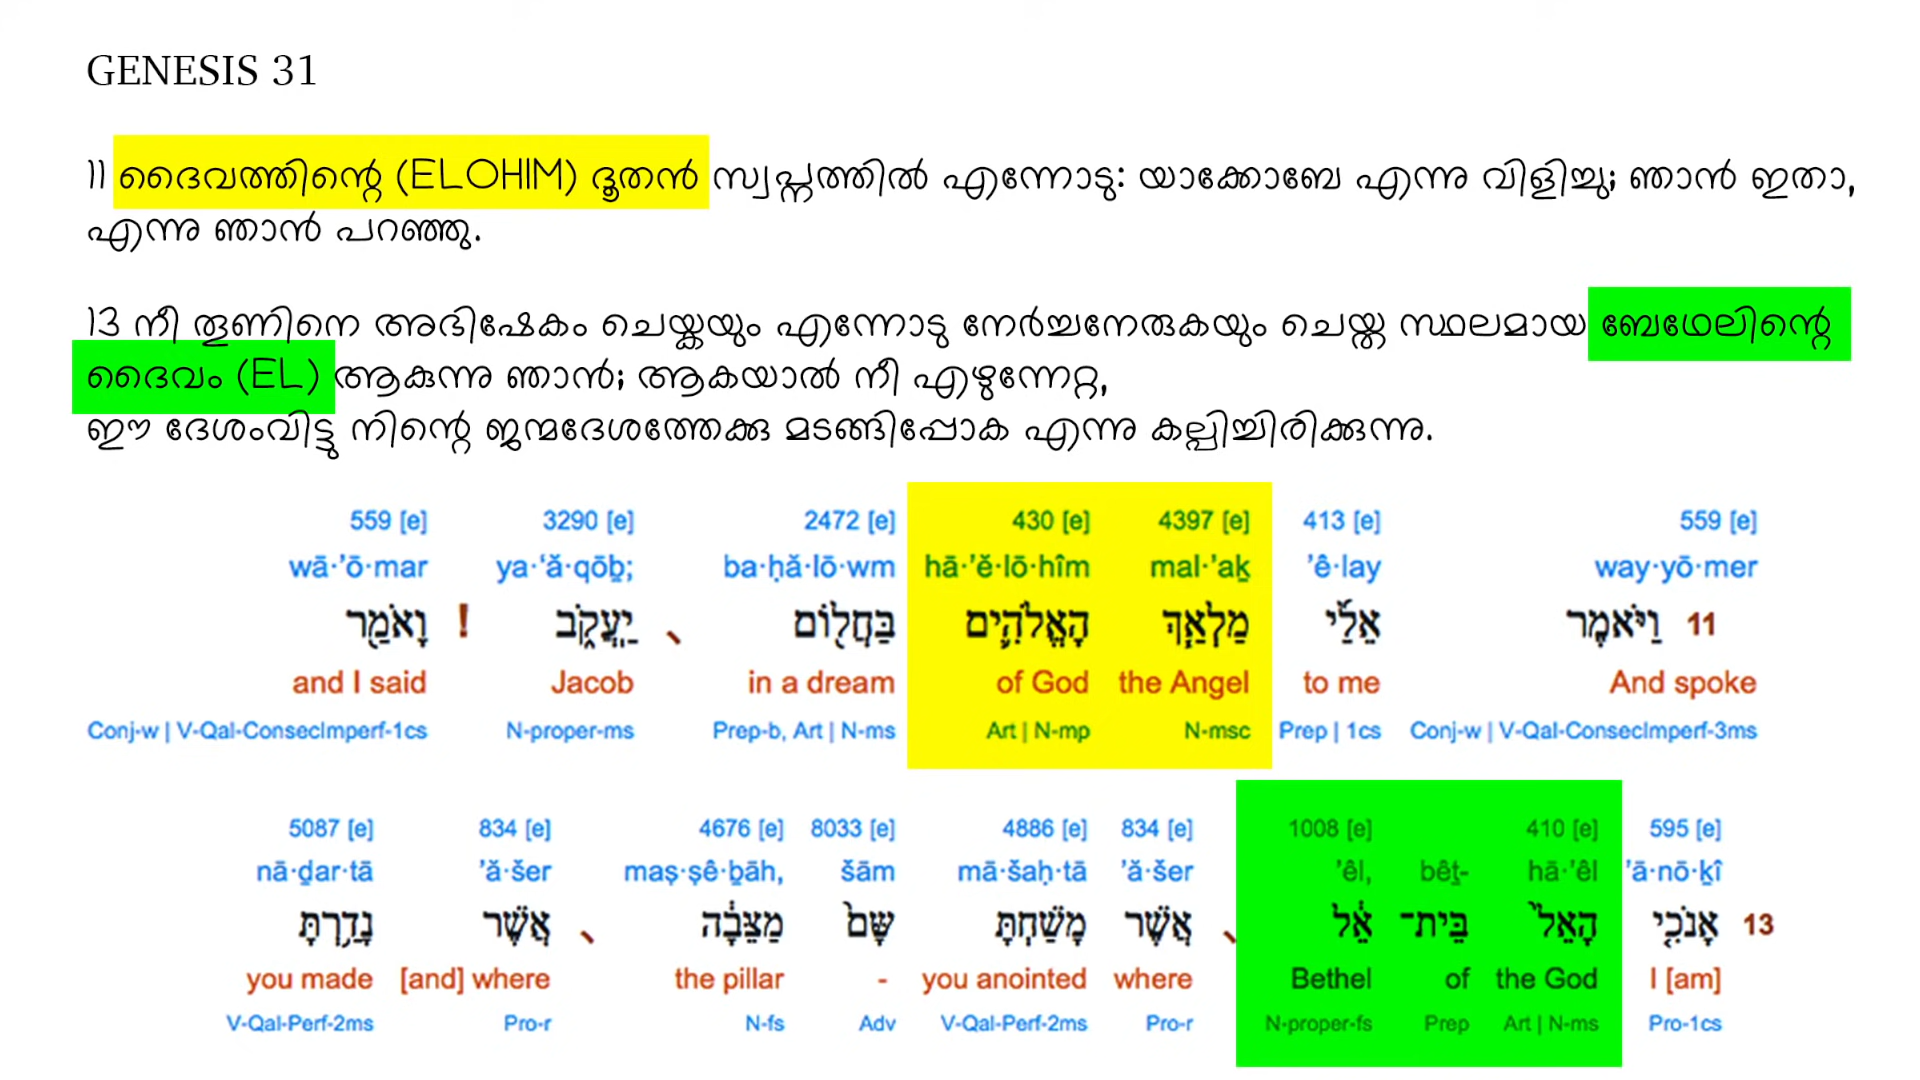 GENESIS 31
11 ദൈവത്തിന്റെ (ELOHIM) ദൂതൻ സ്വപ്നത്തിൽ എന്നോടു: യാക്കോബേ എന്നു വിളിച്ചു; ഞാൻ ഇതാ,
എന്നു ഞാൻ പറഞ്ഞു.
13 നീ തൂണിനെ അഭിഷേകം ചെയ്കയും എന്നോടു നേർച്ചനേരുകയും ചെയ്ത സ്ഥലമായ ബേഥേലിന്റെ
ദൈവം (EL) ആകുന്നു ഞാൻ; ആകയാൽ നീ എഴുന്നേറ്റ,
ഈ ദേശംവിട്ടു നിന്റെ ജന്മദേശത്തേക്കു മടങ്ങിപ്പോക എന്നു കല്പിച്ചിരിക്കുന്നു.
559 [e] 3290 [e] 2472 [e] 430 [e] 4397 [e] 413 [e] 559 [e]
wā·’ō·mar ya·‘ă·qōḇ; ba·ḥă·lō·wm hā·’ĕ·lō·hîm mal·’aḵ ’ê·lay way·yō·mer
11 וַיֹּאמֶר אֵלַי מַלְאַךְ הָאֱלֹהִים בַּחֲלוֹם 、 יַעֲקֹב ! וָאֹמַר
and I said Jacob in a dream of God the Angel to me And spoke
Conj-w | V-Qal-ConsecImperf-1cs N-proper-ms Prep-b, Art | N-ms Art | N-mp N-msc Prep | 1cs Conj-w | V-Qal-ConsecImperf-3ms
5087 [e] 834 [e] 4676 [e] 8033 [e] 4886 [e] 834 [e] 1008 [e] 410 [e] 595 [e]
nā·ḏar·tā ’ă·šer maṣ·ṣê·ḇāh, šām mā·šaḥ·tā ’ă·šer ’êl, bêṯ- hā·’êl ’ā·nō·ḵî
13 אָנֹכִי הָאֵל בֵּית־ אֵל 、 אֲשֶׁר מָשַׁחְתָּ שָּׁם מַצֵּבָה 、 אֲשֶׁר נָדַרְתָּ
you made [and] where the pillar - you anointed where Bethel of the God I [am]
V-Qal-Perf-2ms Pro-r N-fs Adv V-Qal-Perf-2ms Pro-r N-proper-fs Prep Art | N-ms Pro-1cs